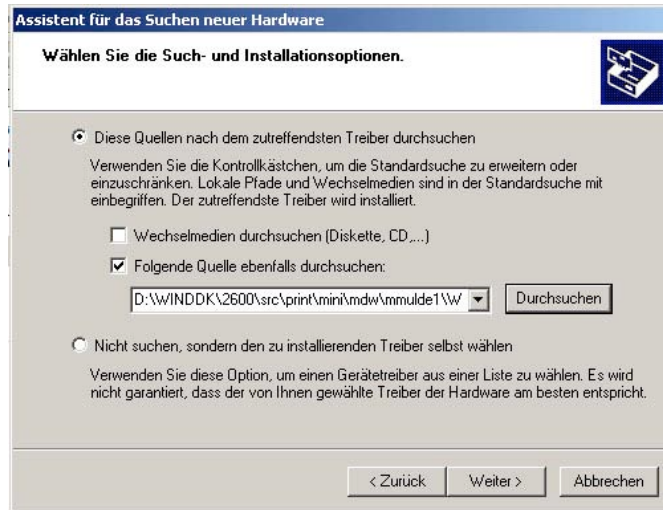 Assistent für das Suchen neuer Hardware
Wählen Sie die Such- und Installationsoptionen.
Diese Quellen nach dem zutreffendsten Treiber durchsuchen
Verwenden Sie die Kontrollkästchen, um die Standardsuche zu erweitern oder
einzuschränken. Lokale Pfade und Wechselmedien sind in der Standardsuche mit
einbegriffen. Der zutreffendste Treiber wird installiert.
Wechselmedien durchsuchen (Diskette, CD,...)
Folgende Quelle ebenfalls durchsuchen:
D:\WINDDK\2600\src\print\mini\mdw\mmulde1\W
Durchsuchen
Nicht suchen, sondern den zu installierenden Treiber selbst wählen
Verwenden Sie diese Option, um einen Gerätetreiber aus einer Liste zu wählen. Es wird
nicht garantiert, dass der von Ihnen gewählte Treiber der Hardware am besten entspricht.
< Zurück Weiter > Abbrechen